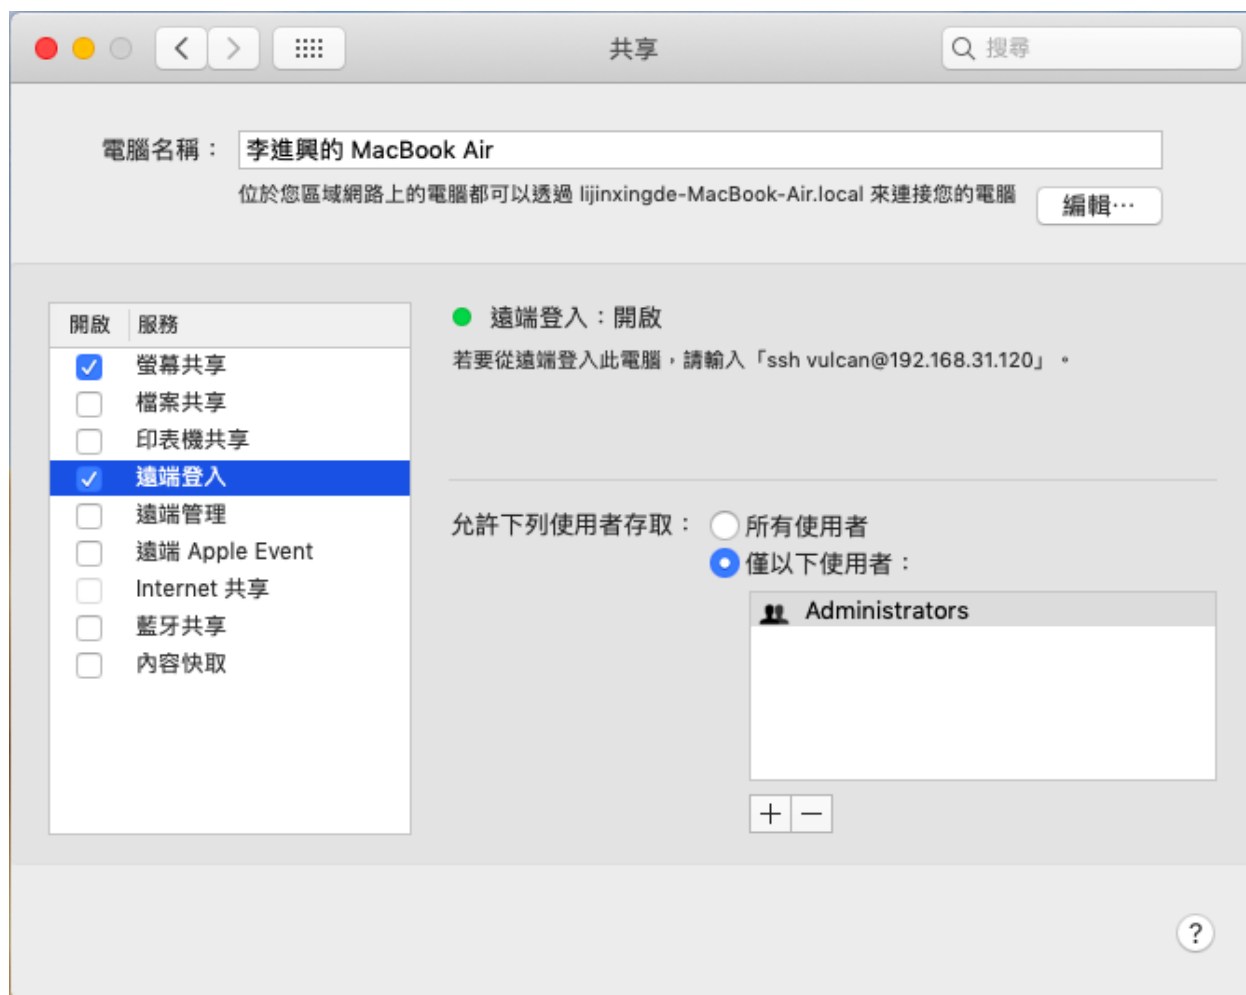 共享
搜尋
電腦名稱：
李進興的 MacBook Air
位於您區域網路上的電腦都可以透過 lijinxingde-MacBook-Air.local 來連接您的電腦
編輯⋯
開啟 服務
螢幕共享
檔案共享
印表機共享
遠端登入
遠端管理
遠端 Apple Event
Internet 共享
藍牙共享
內容快取
遠端登入：開啟
若要從遠端登入此電腦，請輸入「ssh vulcan@192.168.31.120」。
允許下列使用者存取：
所有使用者
僅以下使用者：
Administrators
?